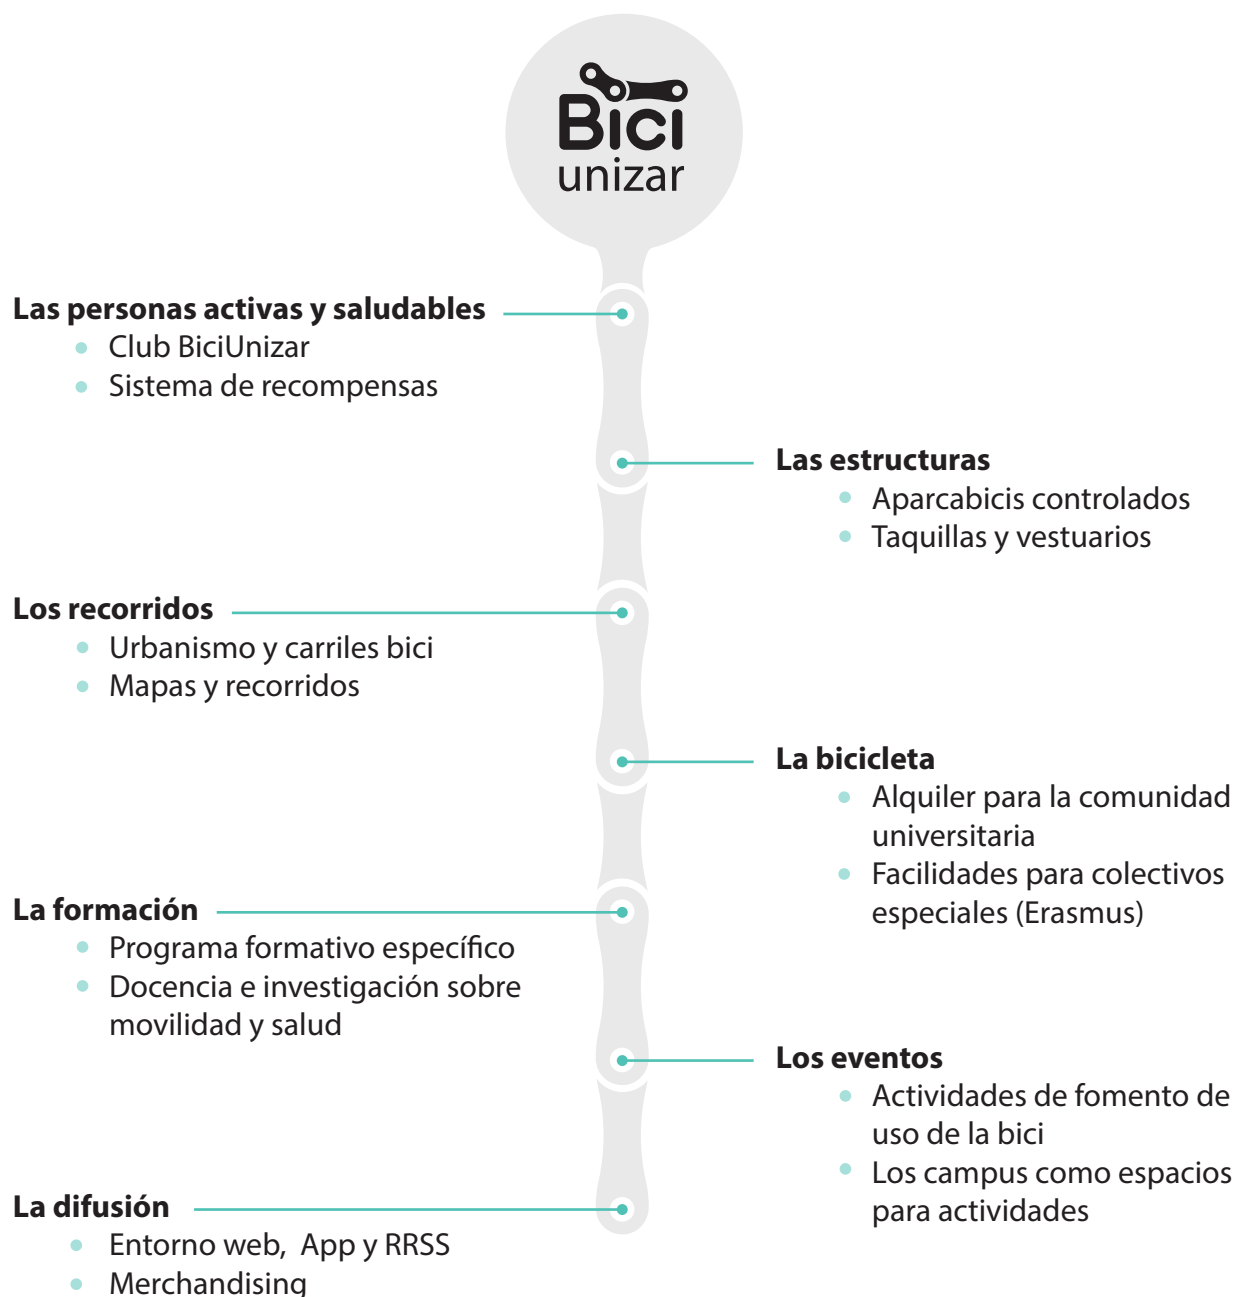 Bici
unizar
Las personas activas y saludables
Club BiciUnizar
Sistema de recompensas
Las estructuras
Aparcabicis controlados
Taquillas y vestuarios
Los recorridos
Urbanismo y carriles bici
Mapas y recorridos
La bicicleta
Alquiler para la comunidad
universitaria
Facilidades para colectivos
especiales (Erasmus)
La formación
Programa formativo específico
Docencia e investigación sobre
movilidad y salud
Los eventos
Actividades de fomento de
uso de la bici
Los campus como espacios
para actividades
La difusión
Entorno web, App y RRSS
Merchandising